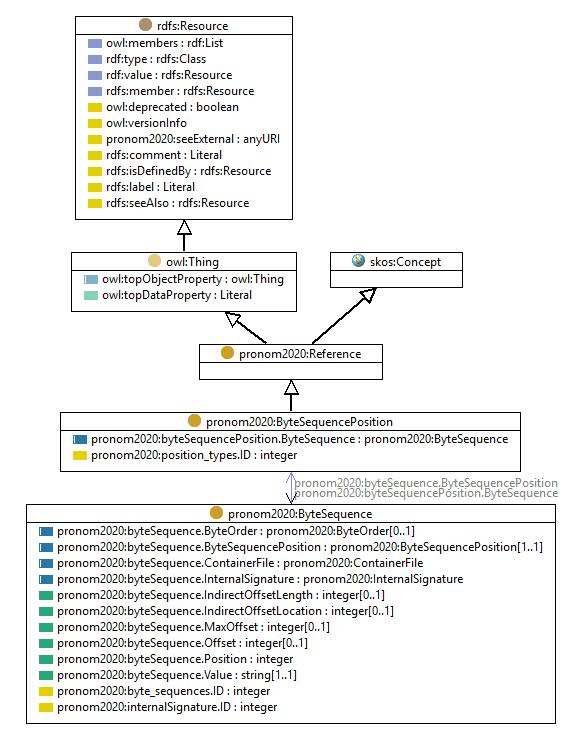 rdfs:Resource
owl:members : rdf:List
rdf:type : rdfs:Class
rdf:value : rdfs:Resource
rdfs:member : rdfs:Resource
owl:deprecated : boolean
owl:versionInfo
pronom2020:seeExternal : anyURI
rdfs:comment : Literal
rdfs:isDefinedBy : rdfs:Resource
rdfs:label : Literal
rdfs:seeAlso : rdfs:Resource
owl:Thing
owl:topObjectProperty : owl:Thing
owl:topDataProperty : Literal
skos:Concept
pronom2020:Reference
pronom2020:ByteSequencePosition
pronom2020:byteSequencePosition.ByteSequence : pronom2020:ByteSequence
pronom2020:position_types.ID : integer
pronom2020:byteSequence.ByteSequencePosition
pronom2020:byteSequencePosition.ByteSequence
pronom2020:ByteSequence
pronom2020:byteSequence.ByteOrder : pronom2020:ByteOrder[0..1]
pronom2020:byteSequence.ByteSequencePosition : pronom2020:ByteSequencePosition[1..1]
pronom2020:byteSequence.ContainerFile : pronom2020:ContainerFile
pronom2020:byteSequence.InternalSignature : pronom2020:InternalSignature
pronom2020:byteSequence.IndirectOffsetLength : integer[0..1]
pronom2020:byteSequence.IndirectOffsetLocation : integer[0..1]
pronom2020:byteSequence.MaxOffset : integer[0..1]
pronom2020:byteSequence.Offset : integer[0..1]
pronom2020:byteSequence.Position : integer
pronom2020:byteSequence.Value : string[1..1]
pronom2020:byte_sequences.ID : integer
pronom2020:internalSignature.ID : integer